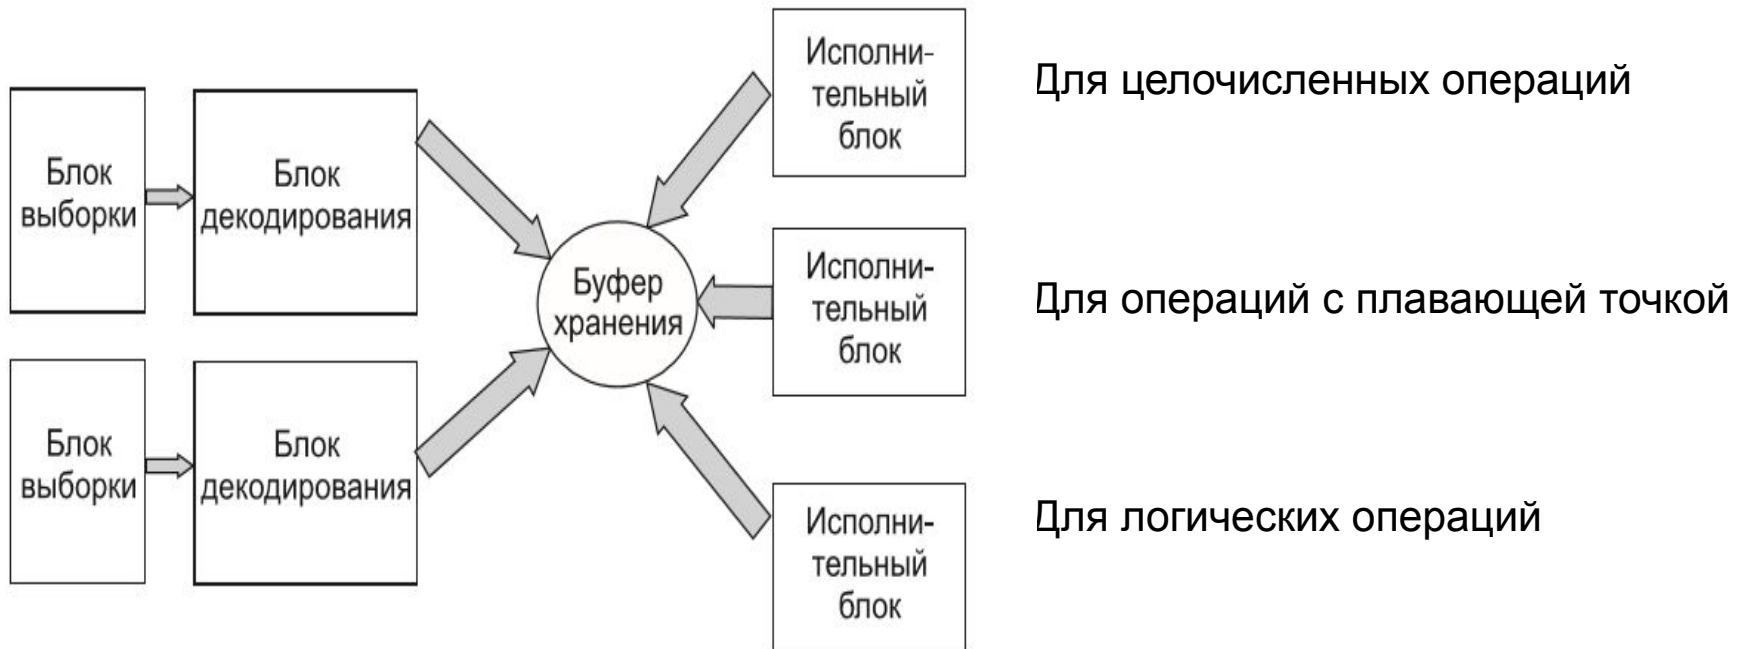 Блок
выборки
Блок
декодирования
Блок
выборки
Блок
декодирования
Буфер
хранения
Исполни-
тельный
блок
Для целочисленных операций
Исполни-
тельный
блок
Для операций с плавающей точкой
Исполни-
тельный
блок
Для логических операций